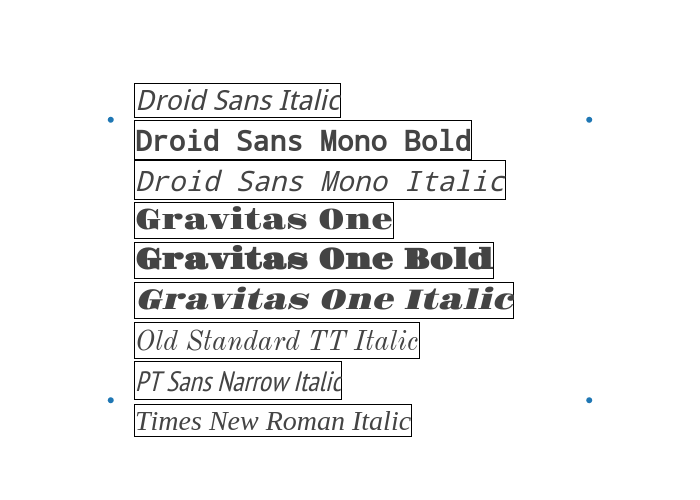 Droid Sans Italic
Droid Sans Mono Bold
Droid Sans Mono Italic
Gravitas One
Gravitas One Bold
Gravitas One Italic
Old Standard TT Italic
PT Sans Narrow Italic
Times New Roman Italic